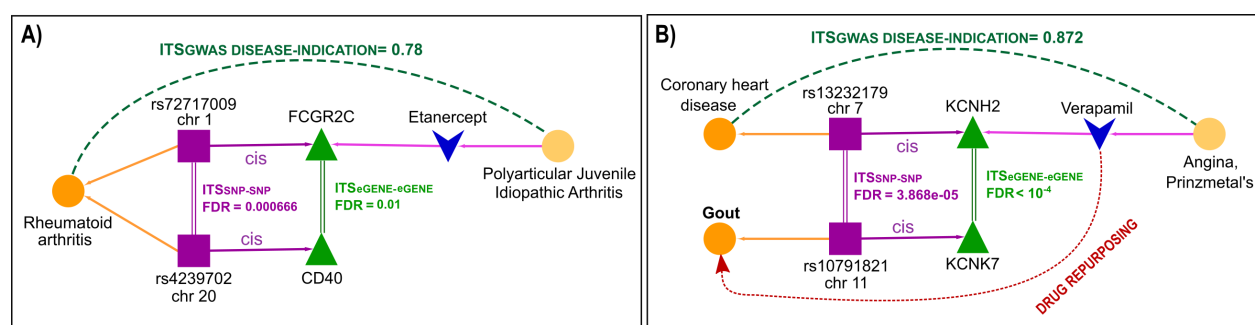 A)
ITSGWAS DISEASE-INDICATION= 0.78
rs72717009
chr 1
FCGR2C
Etanercept
cis
Polyarticular Juvenile
Idiopathic Arthritis
ITSSNP-SNP
FDR = 0.000666
ITSeGENE-eGENE
FDR = 0.01
Rheumatoid
arthritis
cis
rs4239702
chr 20
CD40
B)
ITSGWAS DISEASE-INDICATION= 0.872
Coronary heart
disease
rs13232179
chr 7
KCNH2
Verapamil
cis
Angina,
Prinzmetal's
ITSSNP-SNP
FDR = 3.868e-05
ITSeGENE-eGENE
FDR < 10-4
Gout
cis
rs10791821
chr 11
KCNK7
DRUG REPURPOSING